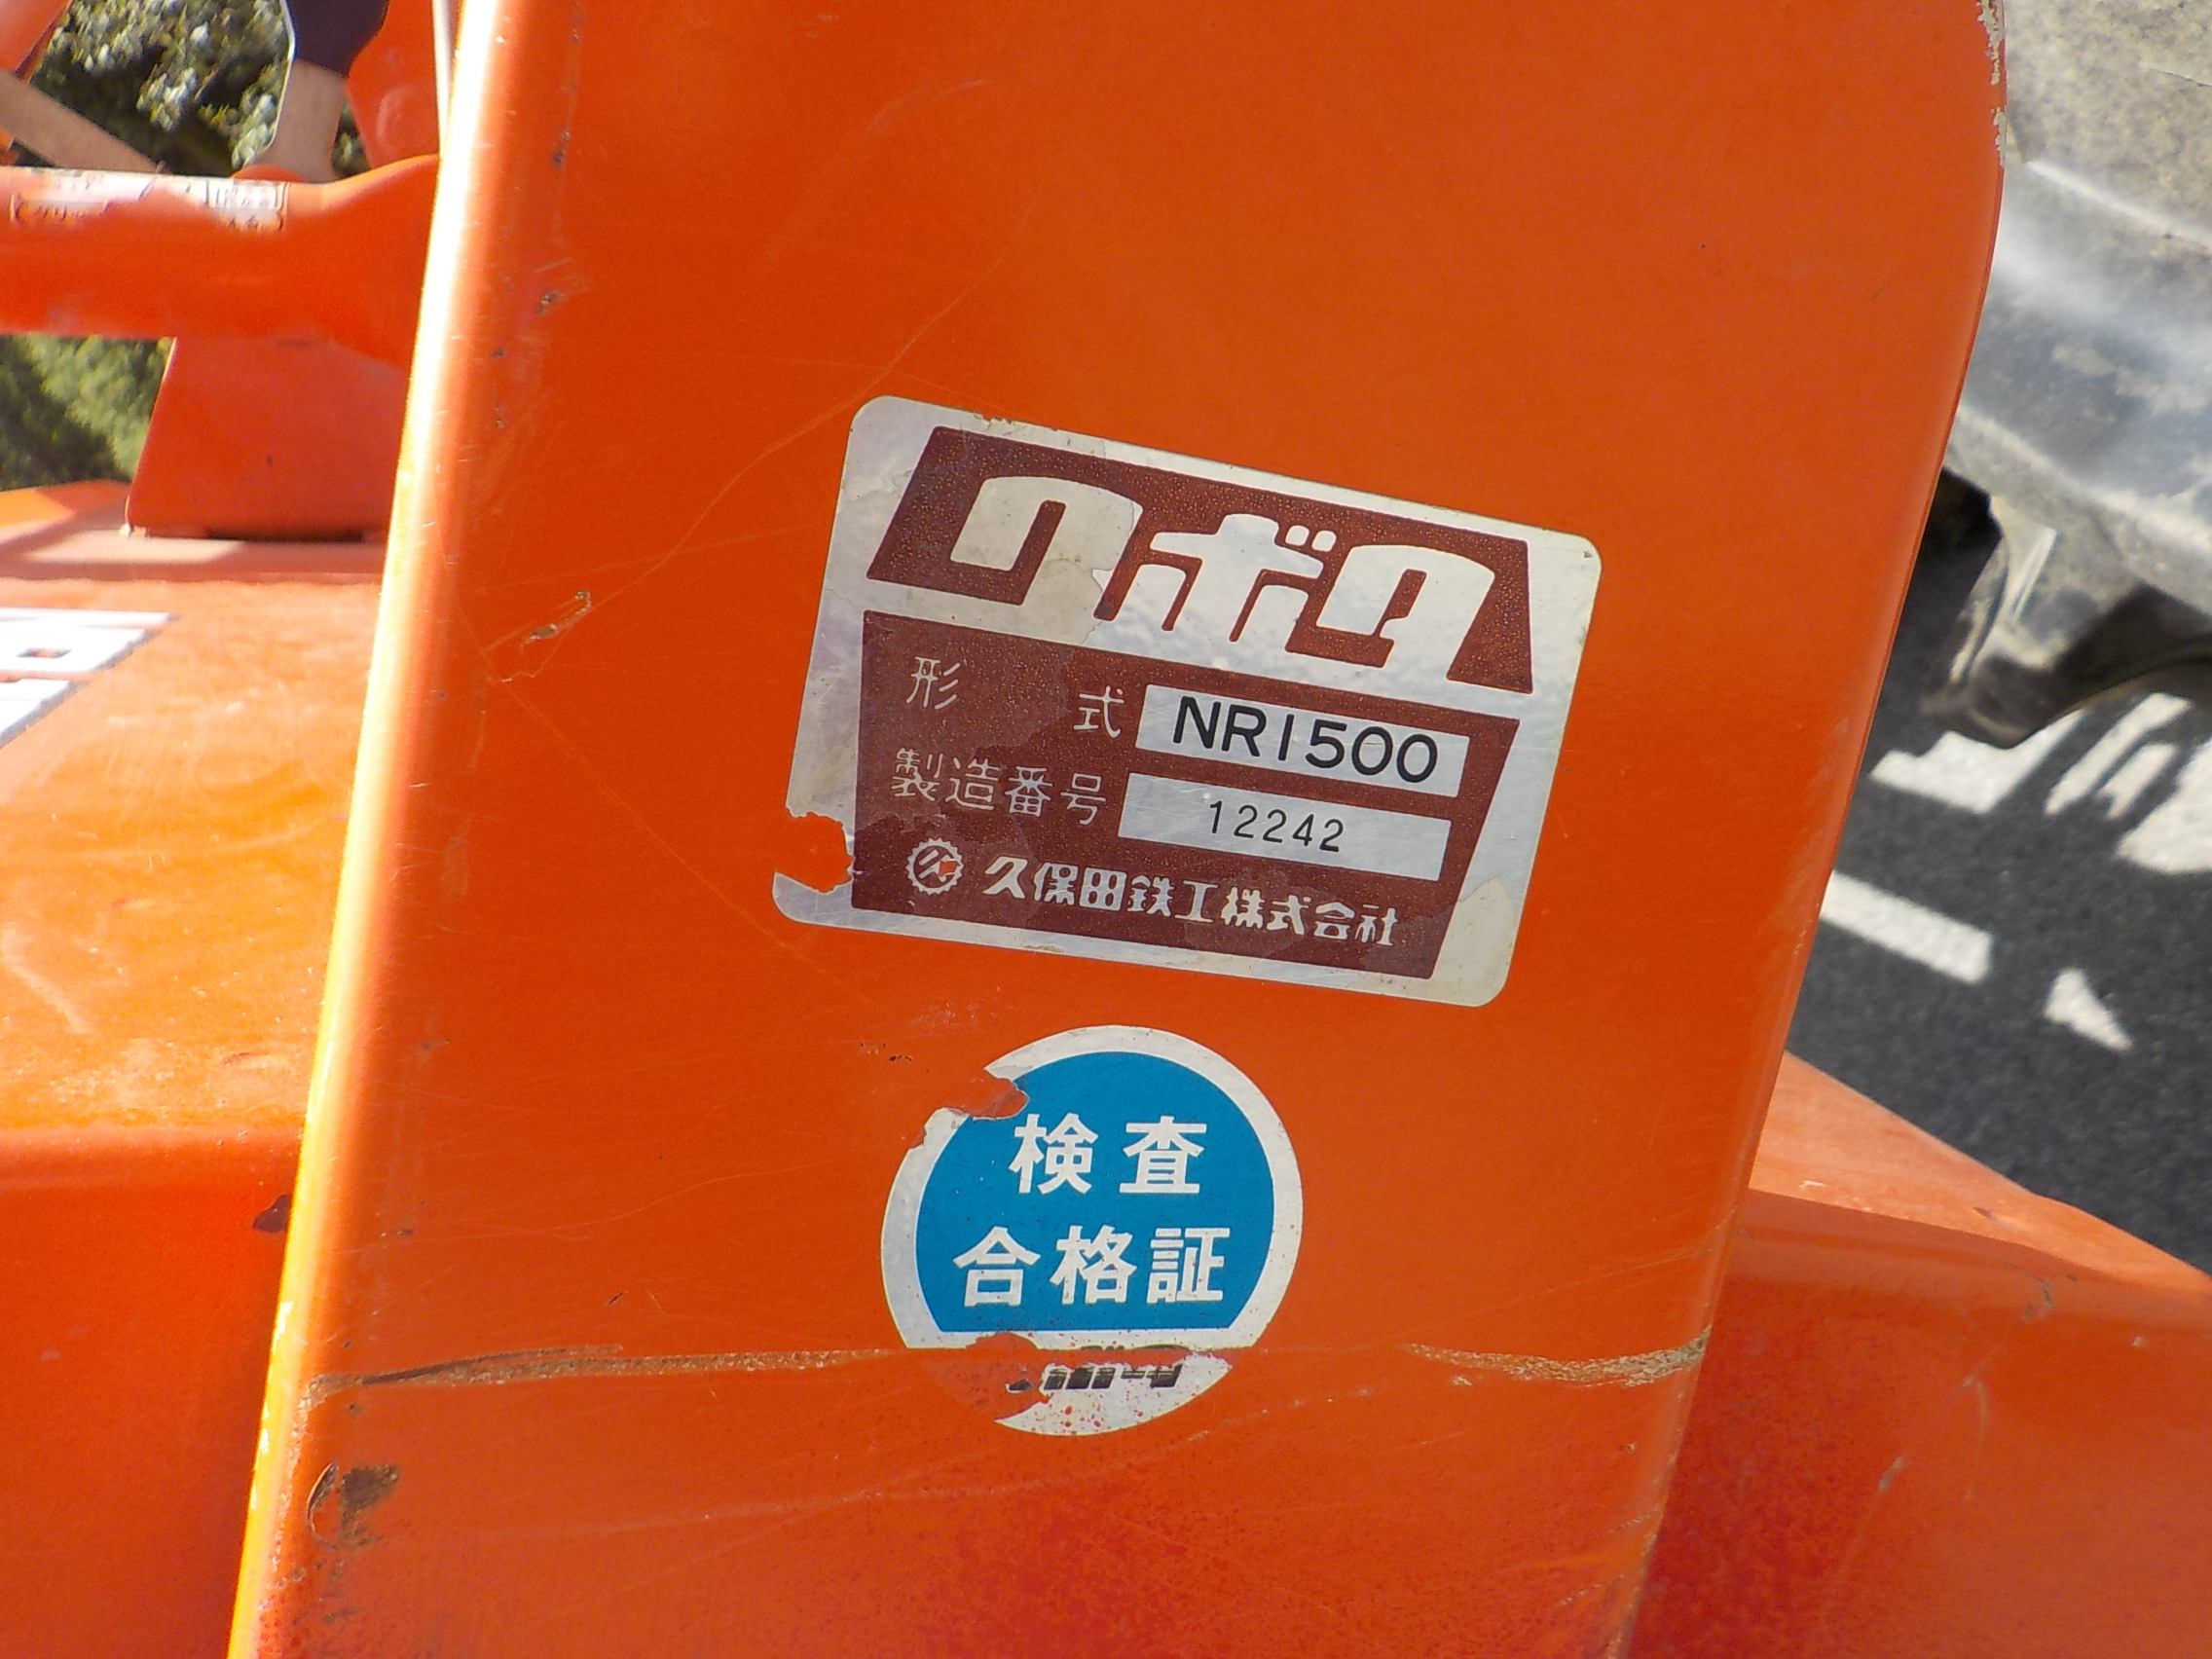 クボタ
形式 NR1500
製造番号 12242
久保田鉄工株式会社
検査
合格証